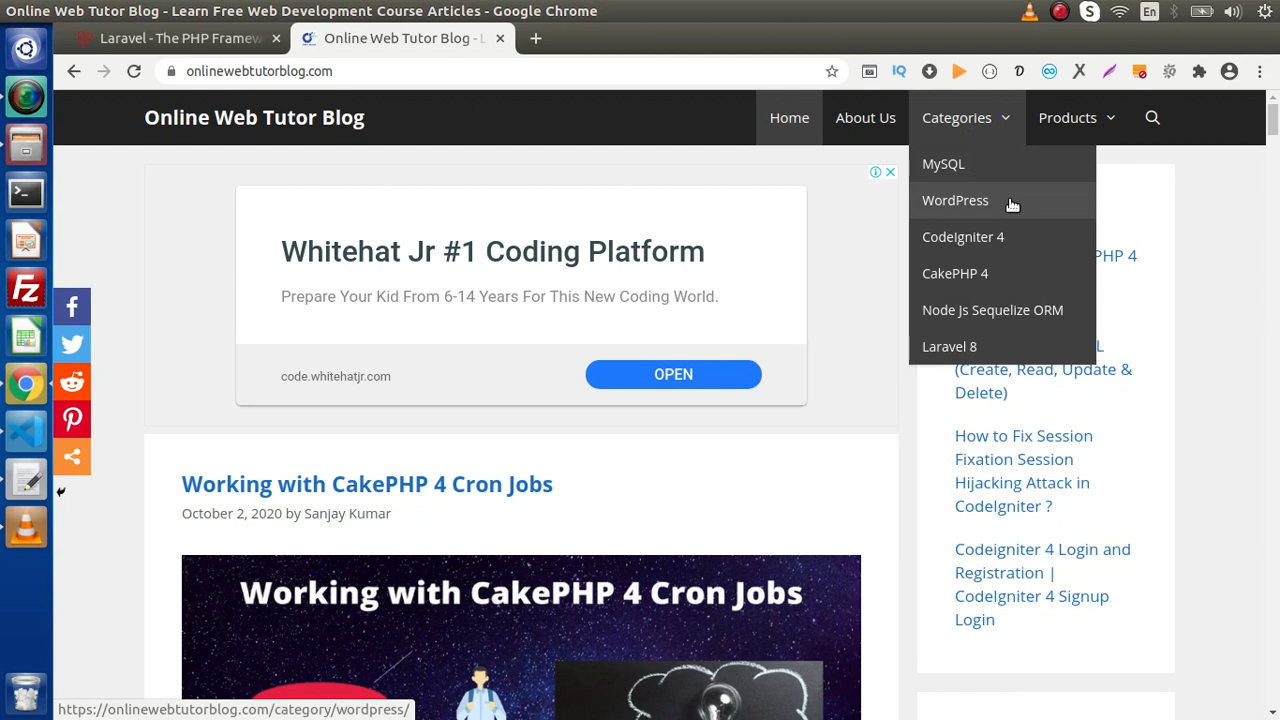 Online Web Tutor Blog - Learn Free Web Development Course Articles - Google Chrome
En
Laravel - The PHP Framew
Online Web Tutor Blog - L
onlinewebtutorblog.com
IQ
Online Web Tutor Blog
Home
About Us
Categories
Products
MySQL
WordPress
CodeIgniter 4
CakePHP 4
Node Js Sequelize ORM
Laravel 8
Whitehat Jr #1 Coding Platform
Prepare Your Kid From 6-14 Years For This New Coding World.
code.whitehatjr.com
OPEN
PHP 4
L
(Create, Read, Update &
Delete)
How to Fix Session
Fixation Session
Hijacking Attack in
CodeIgniter ?
Codeigniter 4 Login and
Registration |
CodeIgniter 4 Signup
Login
Working with CakePHP 4 Cron Jobs
October 2, 2020 by Sanjay Kumar
Working with CakePHP 4 Cron Jobs
https://onlinewebtutorblog.com/category/wordpress/